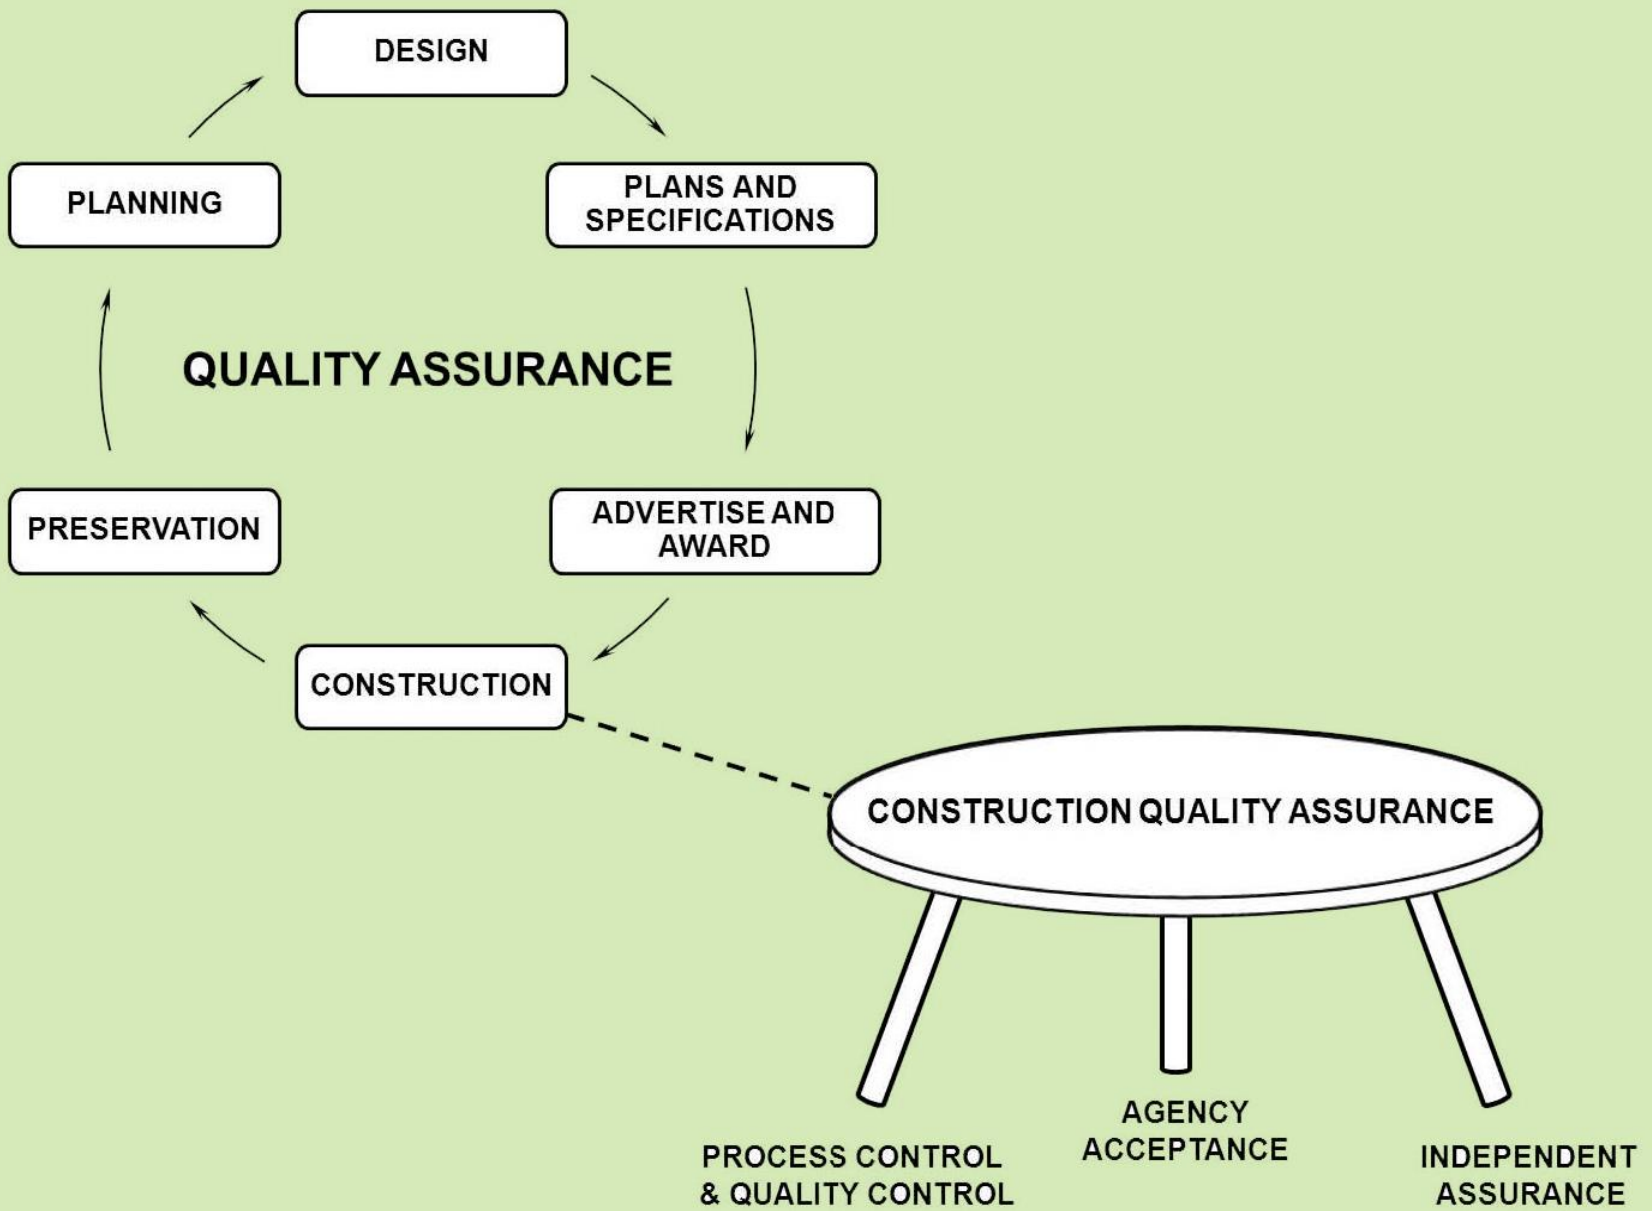 DESIGN
PLANNING
PLANS AND
SPECIFICATIONS
QUALITY ASSURANCE
PRESERVATION
ADVERTISE AND
AWARD
CONSTRUCTION
CONSTRUCTION QUALITY ASSURANCE
PROCESS CONTROL
& QUALITY CONTROL
AGENCY
ACCEPTANCE
INDEPENDENT
ASSURANCE